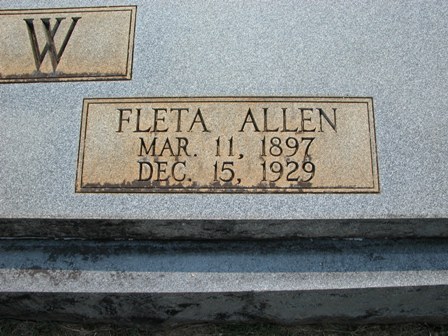 W
FLETA ALLEN
MAR. 11, 1897
DEC. 15, 1929